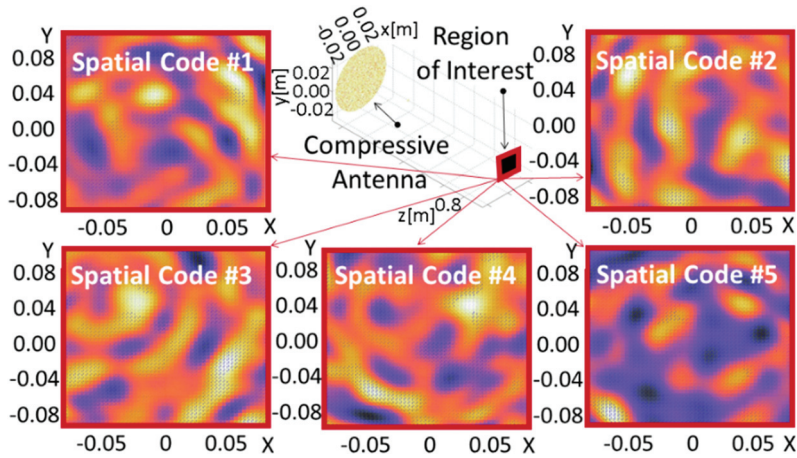 Y
0.08
0.04
0.00
-0.04
-0.08
Spatial Code #1
-0.05 0 0.05 X
0.02
0.00
-0.02
x[m]
y[m]
0.02
0.00
-0.02
Compressive
Antenna
Region
of Interest
z[m]
0.8
Y
0.08
0.04
0.00
-0.04
-0.08
Spatial Code #2
-0.05 0 0.05 X
Y
0.08
0.04
0.00
-0.04
-0.08
Spatial Code #3
-0.05 0 0.05 X
Y
0.08
0.04
0.00
-0.04
-0.08
Spatial Code #4
-0.05 0 0.05 X
Y
0.08
0.04
0.00
-0.04
-0.08
Spatial Code #5
-0.05 0 0.05 X